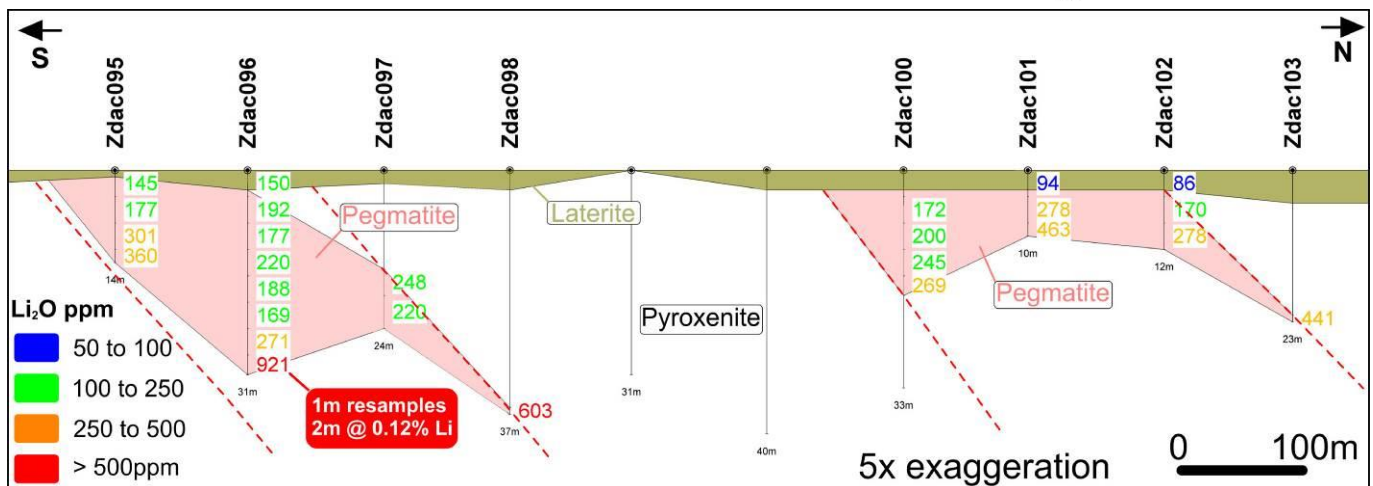 S
N
Zdac095
Zdac096
Zdac097
Zdac098
Zdac100
Zdac101
Zdac102
Zdac103
145
177
301
360
14m
150
192
177
220
188
169
271
921
31m
Pegmatite
248
220
24m
Laterite
603
37m
Pyroxenite
31m
40m
172
200
245
269
33m
94
278
463
10m
Pegmatite
86
170
278
12m
441
23m
Li₂O ppm
50 to 100
100 to 250
250 to 500
> 500ppm
1m resamples
2m @ 0.12% Li
5x exaggeration
0 100m